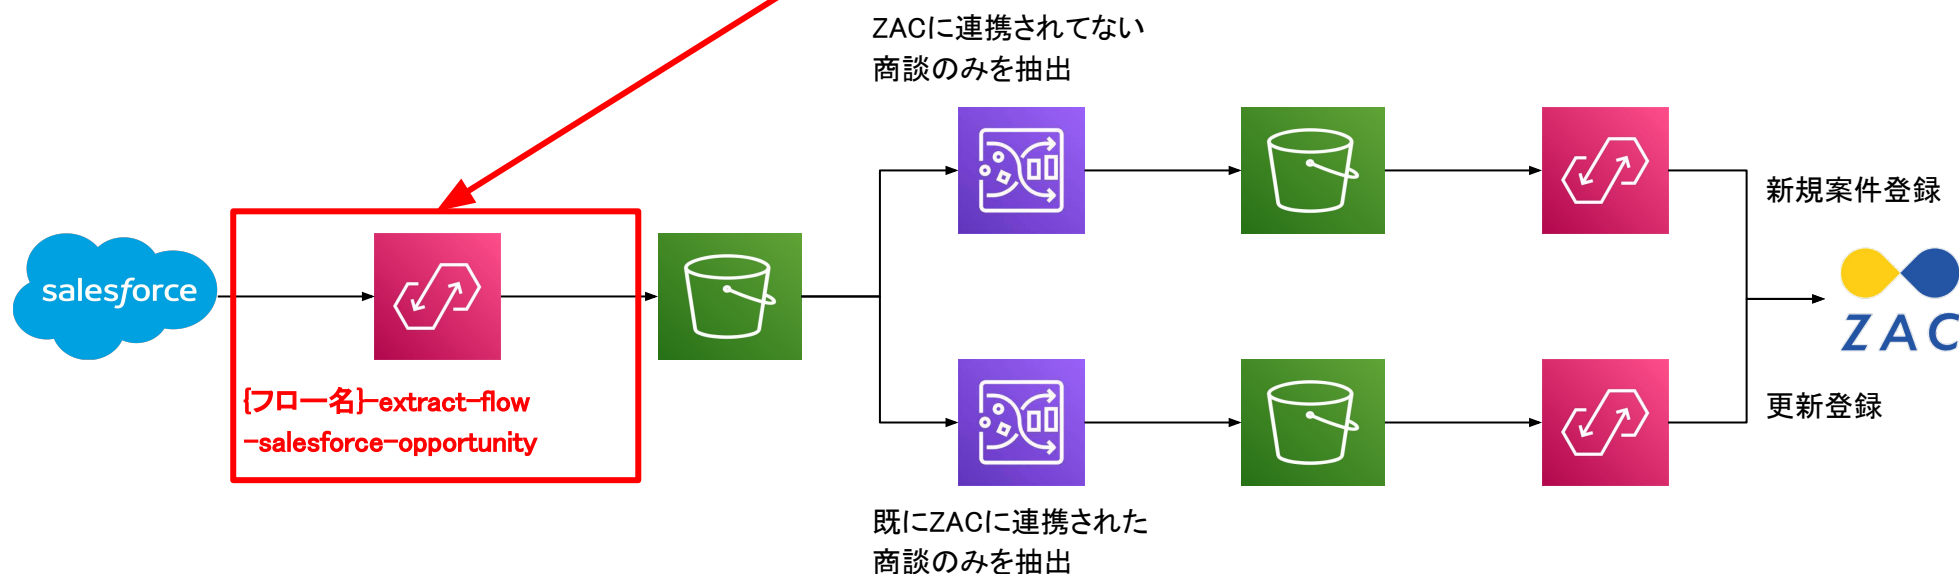 ZACに連携されてない
商談のみを抽出
salesforce
{フロー名}-extract-flow
-salesforce-opportunity
新規案件登録
ZAC
更新登録
既にZACに連携された
商談のみを抽出